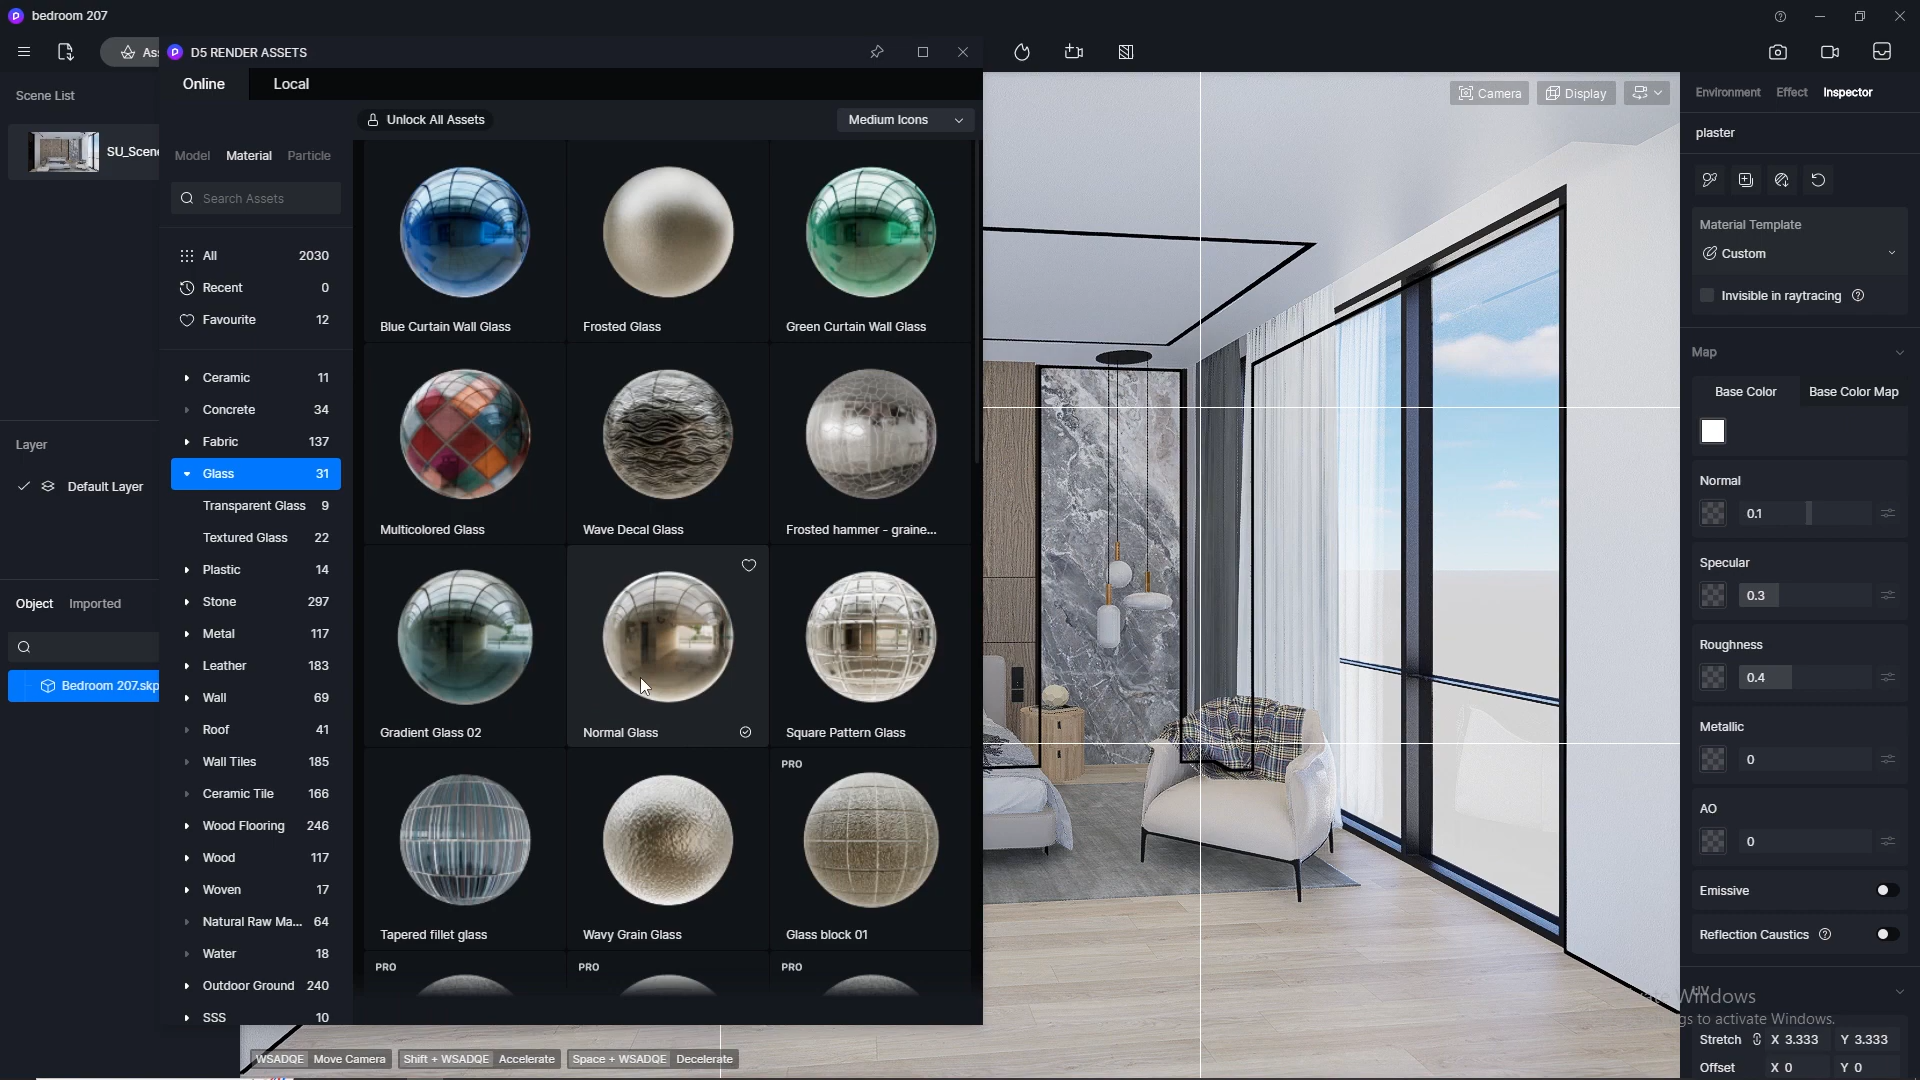 bedroom 207
D5 RENDER ASSETS
Online
Local
Scene List
Unlock All Assets
Medium Icons
Camera
Display
Environment
Effect
Inspector
SU_Scene
Model
Material
Particle
Search Assets
plaster
All 2030
Recent 0
Favourite 12
Material Template
Custom
Invisible in raytracing
Blue Curtain Wall Glass
Frosted Glass
Green Curtain Wall Glass
Map
Ceramic 11
Concrete 34
Fabric 137
Glass 31
Transparent Glass 9
Textured Glass 22
Plastic 14
Stone 297
Metal 117
Leather 183
Wall 69
Roof 41
Wall Tiles 185
Ceramic Tile 166
Wood Flooring 246
Wood 117
Woven 17
Natural Raw Ma... 64
Water 18
Outdoor Ground 240
SSS 10
Layer
Default Layer
Object
Imported
Bedroom 207.skp
Multicolored Glass
Wave Decal Glass
Frosted hammer - graine...
Gradient Glass 02
Normal Glass
Square Pattern Glass
PRO
Tapered fillet glass
Wavy Grain Glass
Glass block 01
PRO
PRO
PRO
Base Color
Base Color Map
Normal
0.1
Specular
0.3
Roughness
0.4
Metallic
0
AO
0
Emissive
Reflection Caustics
UV
Windows
gs to activate Windows.
Stretch X 3.333 Y 3.333
Offset X 0 Y 0
WSADQE Move Camera
Shift + WSADQE Accelerate
Space + WSADQE Decelerate